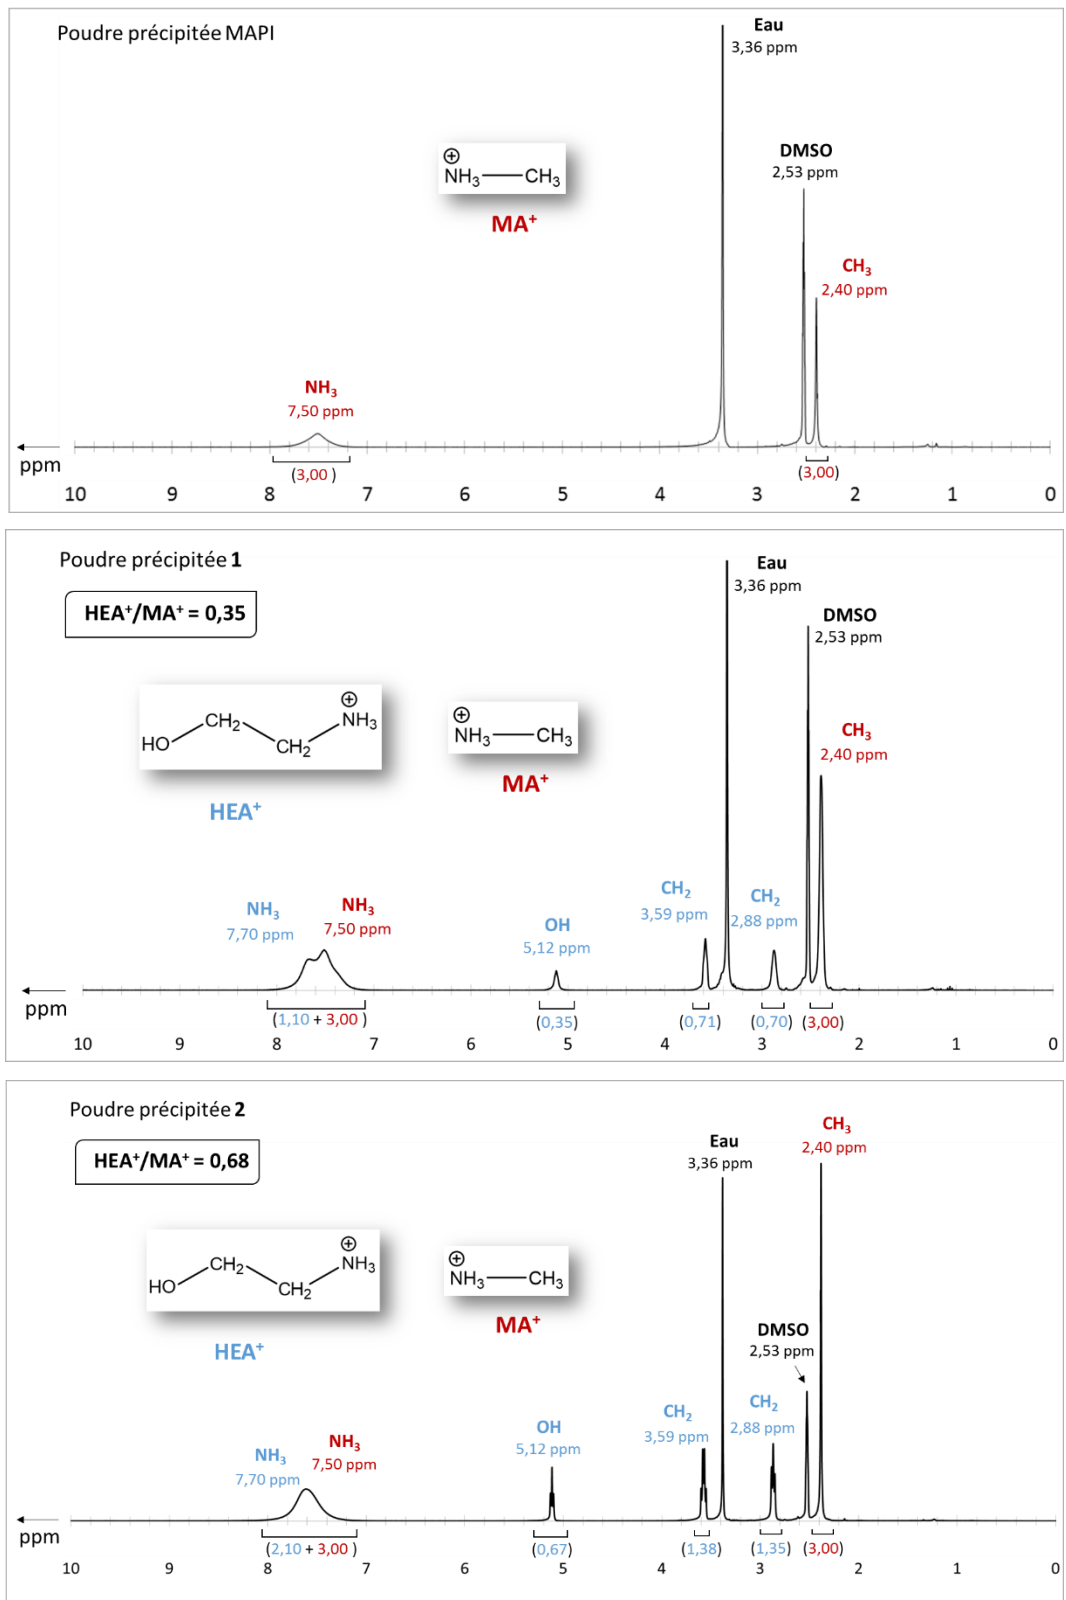 Poudre précipitée MAPI
Eau
3,36 ppm
DMSO
2,53 ppm
⊕
NH₃—CH₃
MA⁺
CH₃
2,40 ppm
NH₃
7,50 ppm
ppm
(3,00 )
(3,00)
10 9 8 7 6 5 4 3 2 1 0
Poudre précipitée 1
Eau
3,36 ppm
HEA⁺/MA⁺ = 0,35
DMSO
2,53 ppm
⊕
HO CH₂ CH₂ NH₃
HEA⁺
⊕
NH₃—CH₃
MA⁺
CH₃
2,40 ppm
NH₃
7,70 ppm
NH₃
7,50 ppm
OH
5,12 ppm
CH₂
3,59 ppm
CH₂
2,88 ppm
ppm
(1,10 + 3,00 )
(0,35)
(0,71)
(0,70)
(3,00)
10 9 8 7 6 5 4 3 2 1 0
Poudre précipitée 2
HEA⁺/MA⁺ = 0,68
Eau
3,36 ppm
CH₃
2,40 ppm
⊕
HO CH₂ CH₂ NH₃
HEA⁺
⊕
NH₃—CH₃
MA⁺
DMSO
2,53 ppm
NH₃
7,70 ppm
NH₃
7,50 ppm
OH
5,12 ppm
CH₂
3,59 ppm
CH₂
2,88 ppm
ppm
(2,10 + 3,00 )
(0,67)
(1,38)
(1,35)
(3,00)
10 9 8 7 6 5 4 3 2 1 0